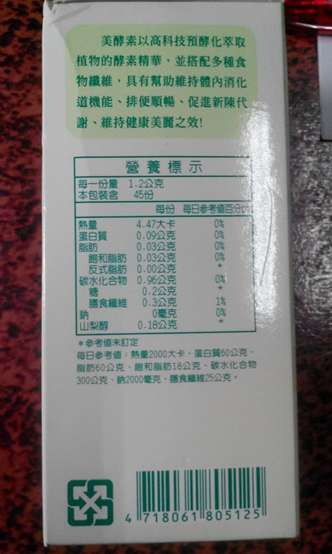 美酵素以高科技預酵化萃取
植物的酵素精華，並搭配多種食
物纖維，具有幫助維持體內消化
道機能、排便順暢、促進新陳代
謝、維持健康美麗之效!
營養標示
每一份量 1.2公克
本包裝含 45份
每份 每日參考值百分比
熱量 4.47大卡 0%
蛋白質 0.09公克 0%
脂肪 0.03公克 0%
飽和脂肪 0.03公克 0%
反式脂肪 0.00公克 *
碳水化合物 0.96公克 0%
糖 0.2公克 *
膳食纖維 0.3公克 1%
鈉 0毫克 0%
山梨醇 0.18公克 *
*參考值未訂定
每日參考值：熱量2000大卡、蛋白質60公克、
脂肪60公克、飽和脂肪18公克、碳水化合物
300公克、鈉2000毫克、膳食纖維25公克。
4 718061 805125